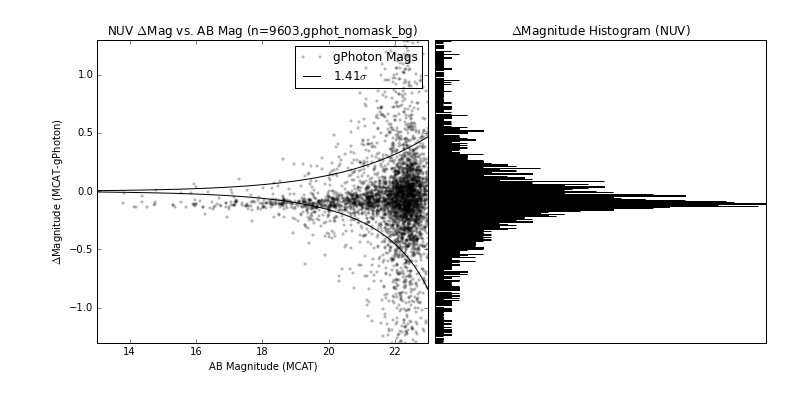 NUV ΔMag vs. AB Mag (n=9603,gphot_nomask_bg)
ΔMagnitude Histogram (NUV)
gPhoton Mags
1.41σ
1.0
0.5
0.0
−0.5
−1.0
ΔMagnitude (MCAT-gPhoton)
14 16 18 20 22
AB Magnitude (MCAT)